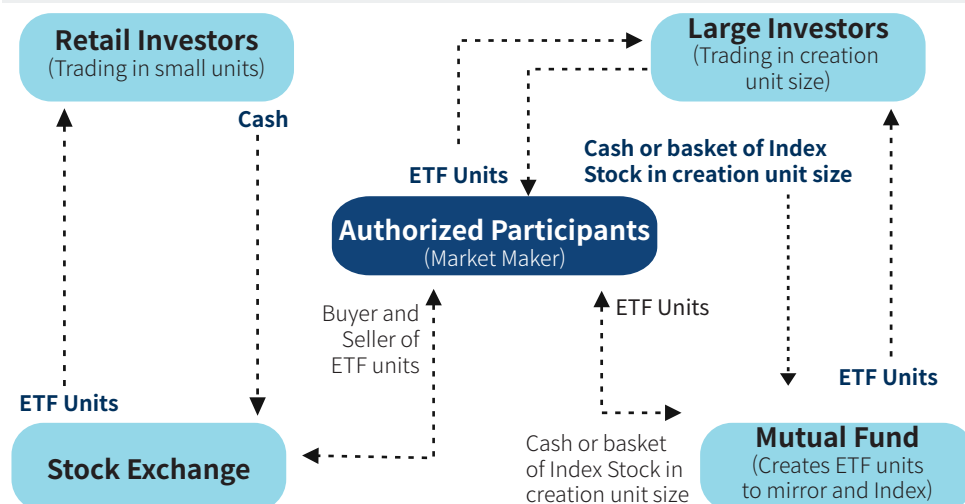 Retail Investors
(Trading in small units)
Large Investors
(Trading in creation
unit size)
Cash
Cash or basket of Index
Stock in creation unit size
ETF Units
Authorized Participants
(Market Maker)
Buyer and
Seller of
ETF units
ETF Units
ETF Units
ETF Units
Stock Exchange
Cash or basket
of Index Stock in
creation unit size
Mutual Fund
(Creates ETF units
to mirror and Index)